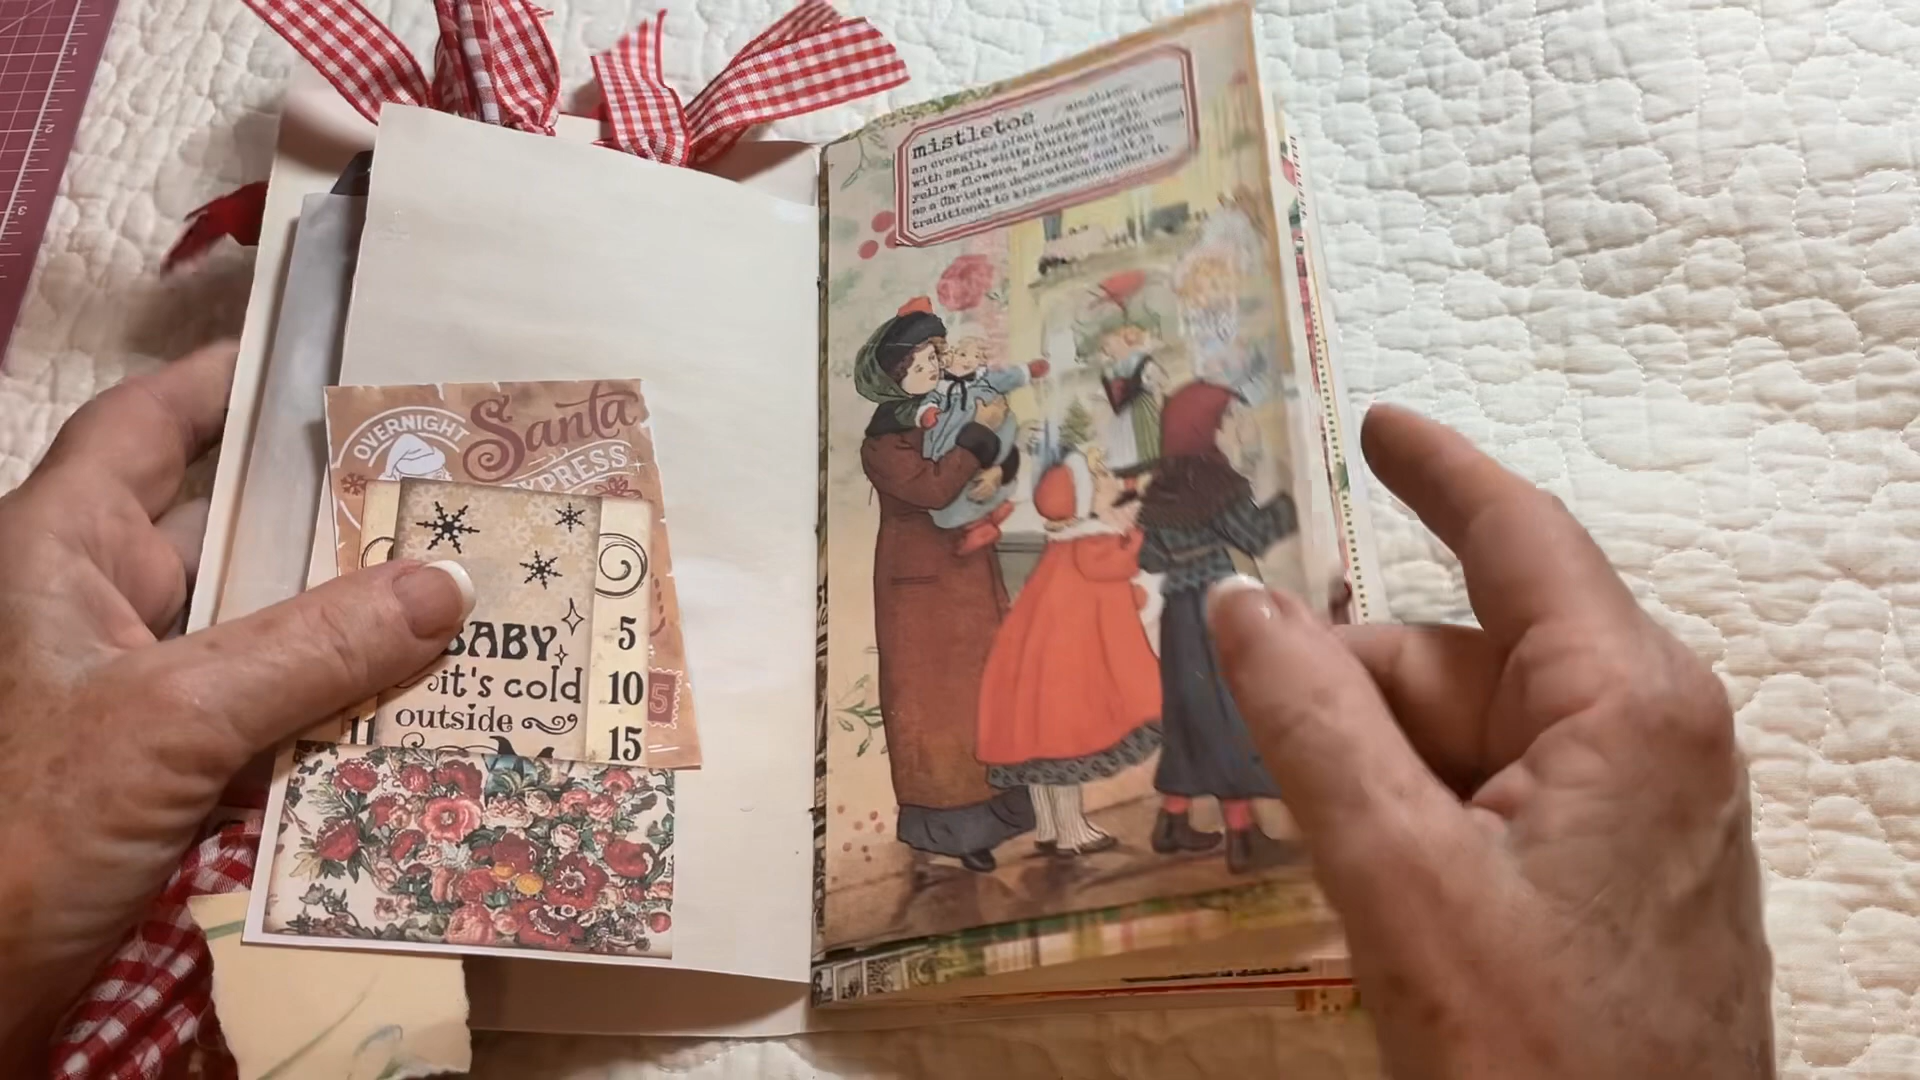 OVERNIGHT
Santa
EXPRESS
BABY
it's cold
outside
5
10
15
11
5
mistletoe
an evergreen plant that grows on trees,
with small, white fruits and pale
yellow flowers. Mistletoe is often used
as a Christmas decoration and it is
traditional to kiss someone under it.